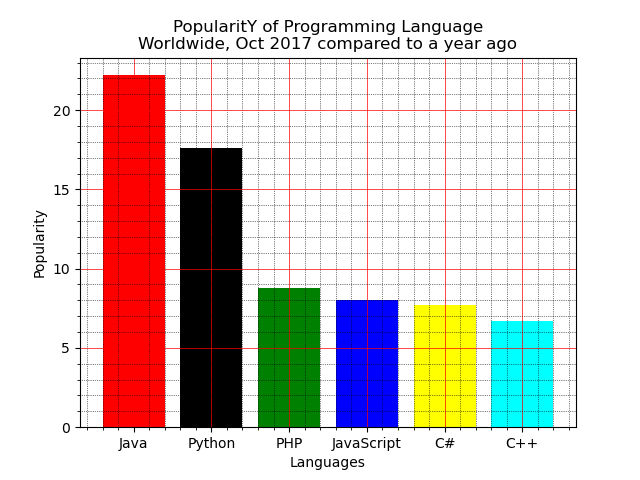 PopularitY of Programming Language
Worldwide, Oct 2017 compared to a year ago
Popularity
20
15
10
5
0
Java Python PHP JavaScript C# C++
Languages